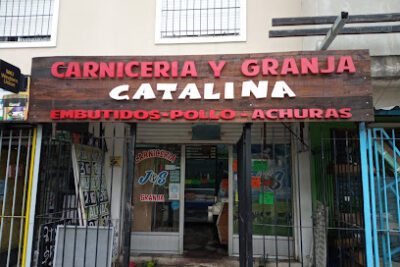 CARNICERIA Y GRANJA
CATALINA
EMBUTIDOS-POLLO-ACHURAS
CARNICERIA
GRANJA